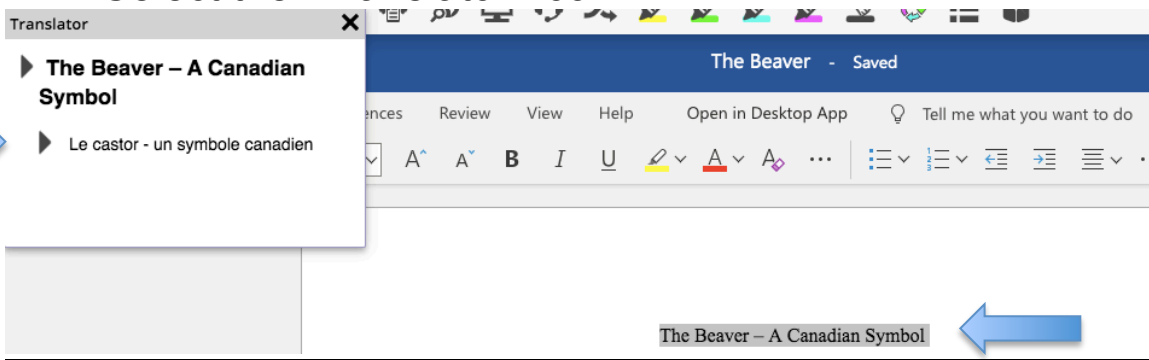 Translator
The Beaver – A Canadian
Symbol
Le castor - un symbole canadien
The Beaver - Saved
ences Review View Help Open in Desktop App Tell me what you want to do
A A B I U A A
The Beaver – A Canadian Symbol